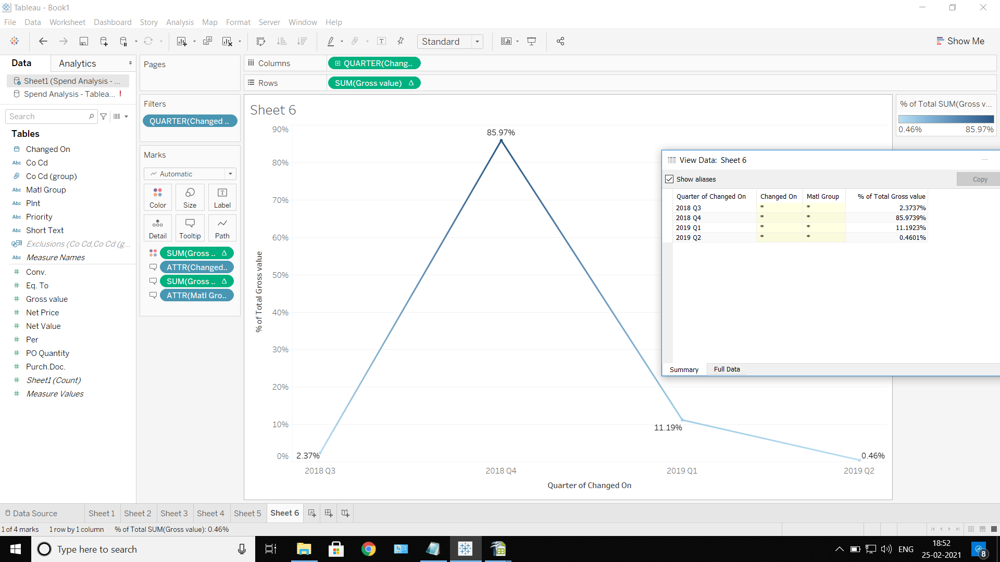 Tableau - Book1
File Data Worksheet Dashboard Story Analysis Map Format Server Window Help
Standard
Show Me
Data Analytics
Sheet1 (Spend Analysis - ...
Spend Analysis - Tablea... !
Search
Tables
Changed On
Abc Co Cd
Co Cd (group)
Abc Matl Group
Abc Plnt
Abc Priority
Abc Short Text
Exclusions (Co Cd,Co Cd (g...
Abc Measure Names
# Conv.
# Eq. To
# Gross value
# Net Price
# Net Value
# Per
# PO Quantity
# Purch.Doc.
# Sheet1 (Count)
# Measure Values
Pages
Filters
QUARTER(Changed ..
Marks
Automatic
Color Size Label
Detail Tooltip Path
SUM(Gross .. Δ
ATTR(Changed..
SUM(Gross .. Δ
ATTR(Matl Gro..
Columns QUARTER(Chang..
Rows SUM(Gross value) Δ
Sheet 6
90%
80%
70%
60%
50%
40%
30%
20%
10%
0%
% of Total Gross value
85.97%
2.37%
11.19%
0.46%
2018 Q3 2018 Q4 2019 Q1 2019 Q2
Quarter of Changed On
% of Total SUM(Gross v...
0.46% 85.97%
View Data: Sheet 6
Show aliases
Copy
Quarter of Changed On Changed On Matl Group % of Total Gross value
2018 Q3 * * 2.3737%
2018 Q4 * * 85.9739%
2019 Q1 * * 11.1923%
2019 Q2 * * 0.4601%
Summary Full Data
Data Source Sheet 1 Sheet 2 Sheet 3 Sheet 4 Sheet 5 Sheet 6
1 of 4 marks 1 row by 1 column % of Total SUM(Gross value): 0.46%
Type here to search
ENG
18:52
25-02-2021
8